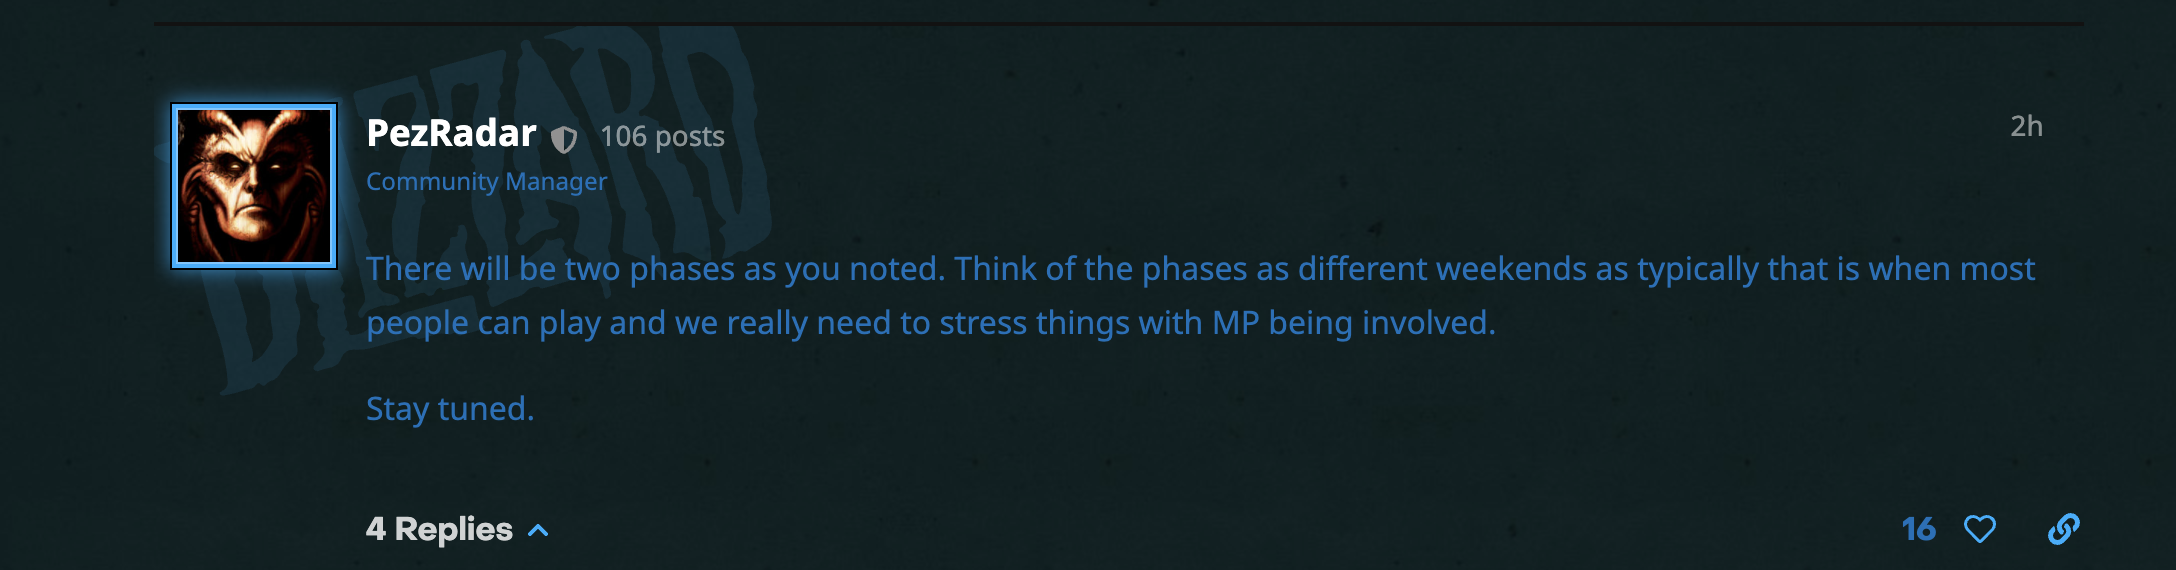 BLIZZARD
PezRadar 106 posts 2h
Community Manager
There will be two phases as you noted. Think of the phases as different weekends as typically that is when most
people can play and we really need to stress things with MP being involved.
Stay tuned.
4 Replies 16